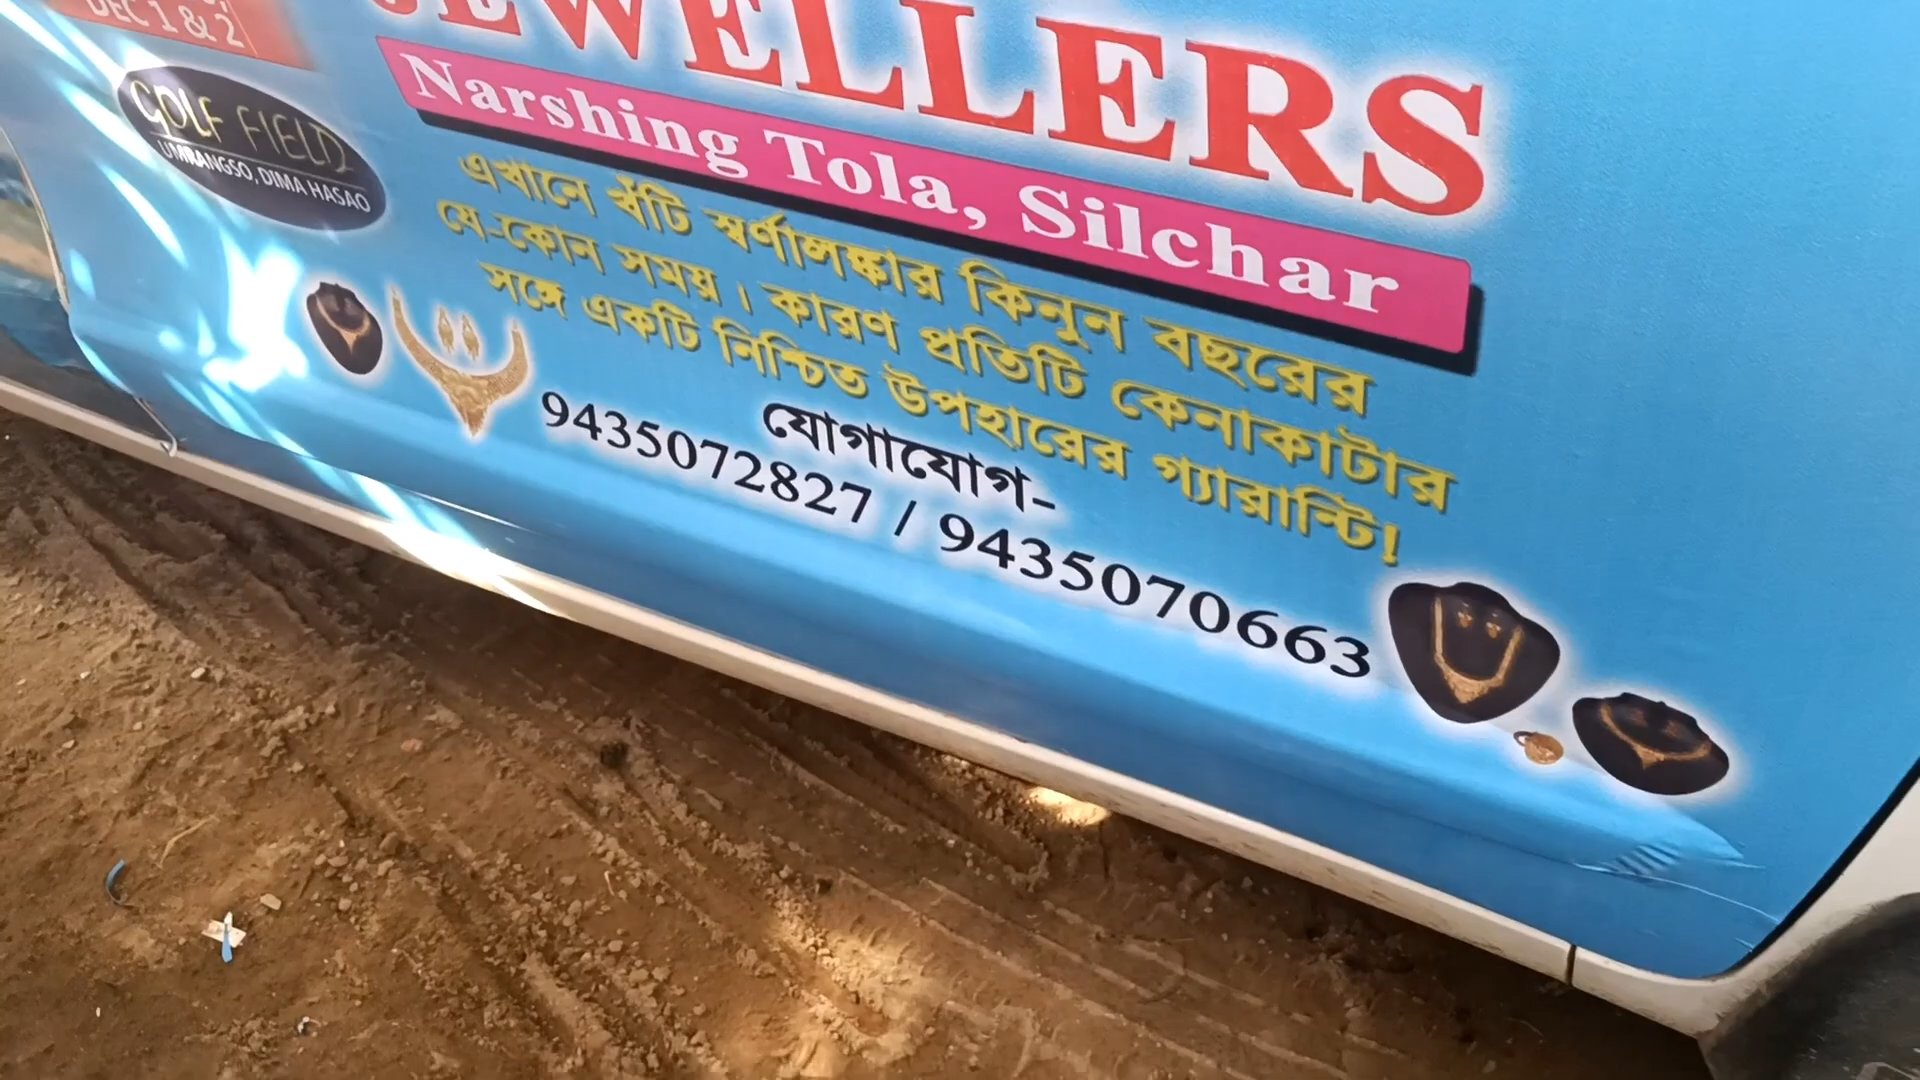 DEC 1 & 2
JEWELLERS
Narshing Tola, Silchar
GOLF FIELD
UMRANGSO, DIMA HASAO
এখানে খাঁটি স্বর্ণালঙ্কার কিনুন বছরের
যে-কোন সময়। কারণ প্রতিটি কেনাকাটার
সঙ্গে একটি নিশ্চিত উপহারের গ্যারান্টি!
যোগাযোগ-
9435072827 / 9435070663